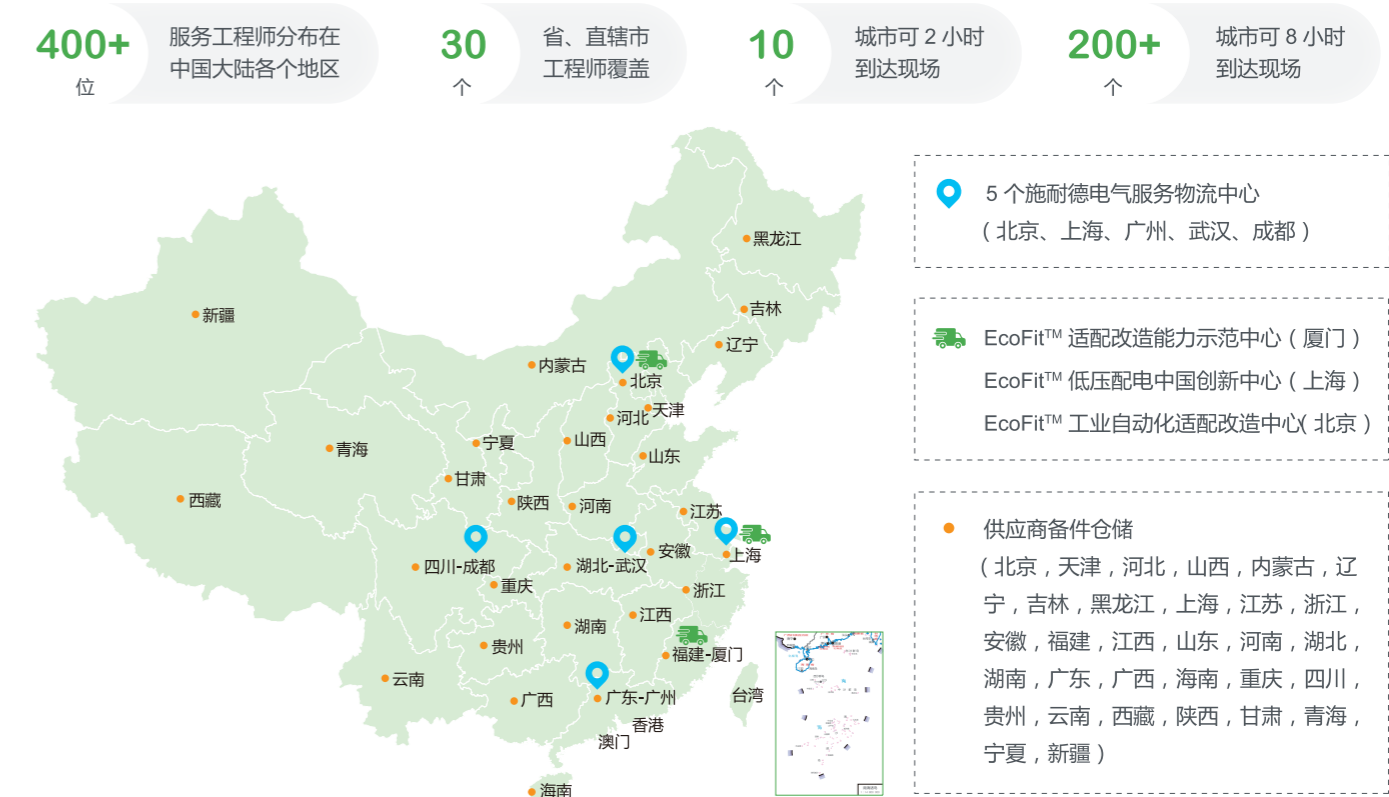 400+
位
服务工程师分布在
中国大陆各个地区
30
个
省、直辖市
工程师覆盖
10
个
城市可 2 小时
到达现场
200+
个
城市可 8 小时
到达现场
黑龙江
吉林
新疆
辽宁
内蒙古
北京
天津
河北
山西
宁夏
青海
山东
甘肃
西藏
陕西
河南
江苏
安徽
上海
四川-成都
湖北-武汉
重庆
浙江
江西
湖南
贵州
福建-厦门
云南
广西
广东-广州
台湾
香港
澳门
海南
5 个施耐德电气服务物流中心
(北京、上海、广州、武汉、成都)
EcoFit™ 适配改造能力示范中心(厦门)
EcoFit™ 低压配电中国创新中心(上海)
EcoFit™ 工业自动化适配改造中心(北京)
供应商备件仓储
(北京,天津,河北,山西,内蒙古,辽
宁,吉林,黑龙江,上海,江苏,浙江,
安徽,福建,江西,山东,河南,湖北,
湖南,广东,广西,海南,重庆,四川,
贵州,云南,西藏,陕西,甘肃,青海,
宁夏,新疆)